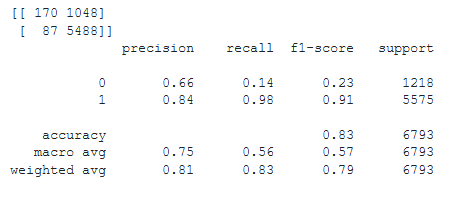 [[ 170 1048]
[ 87 5488]]
precision recall f1-score support
0 0.66 0.14 0.23 1218
1 0.84 0.98 0.91 5575
accuracy 0.83 6793
macro avg 0.75 0.56 0.57 6793
weighted avg 0.81 0.83 0.79 6793